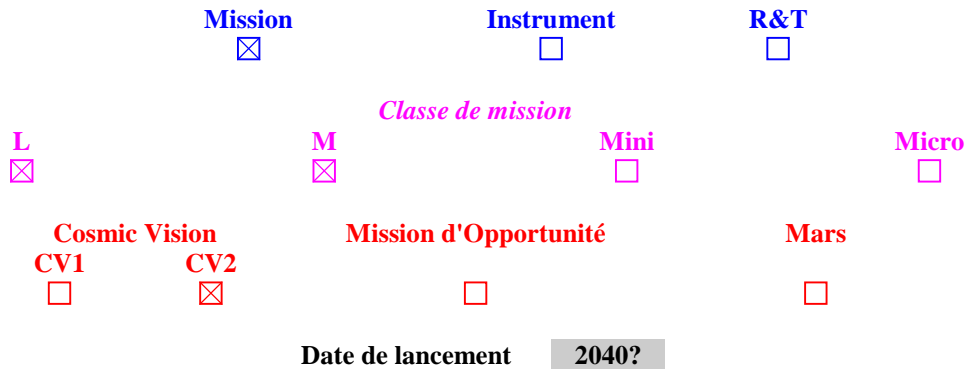 Mission Instrument R&T
☒ ☐ ☐
Classe de mission
L M Mini Micro
☒ ☒ ☐ ☐
Cosmic Vision Mission d'Opportunité Mars
CV1 CV2
☐ ☒ ☐ ☐
Date de lancement 2040?